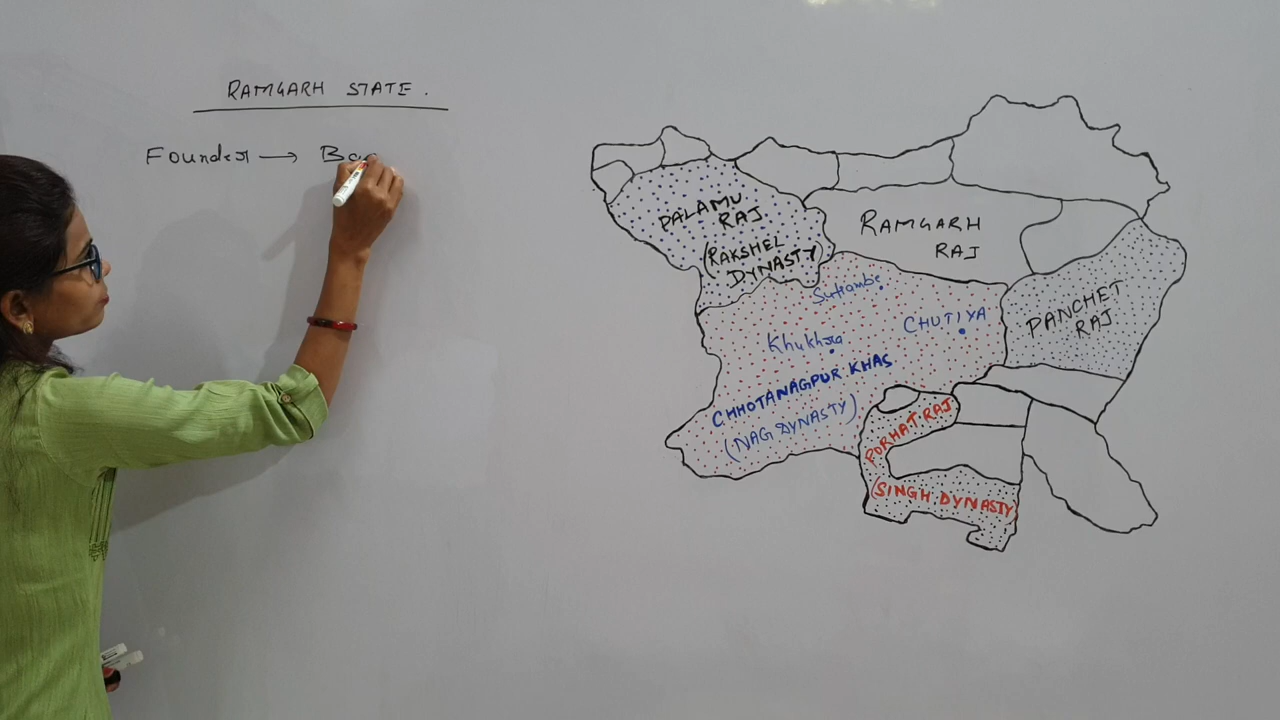 RAMGARH STATE.
Founder → Bag
PALAMU
RAJ
(RAKSHEL
DYNASTY)
RAMGARH
RAJ
PANCHET
RAJ
Sutiambe
CHUTIYA
Khukhra
CHHOTANAGPUR KHAS
(NAG DYNASTY)
PORHAT RAJ
(SINGH DYNASTY)